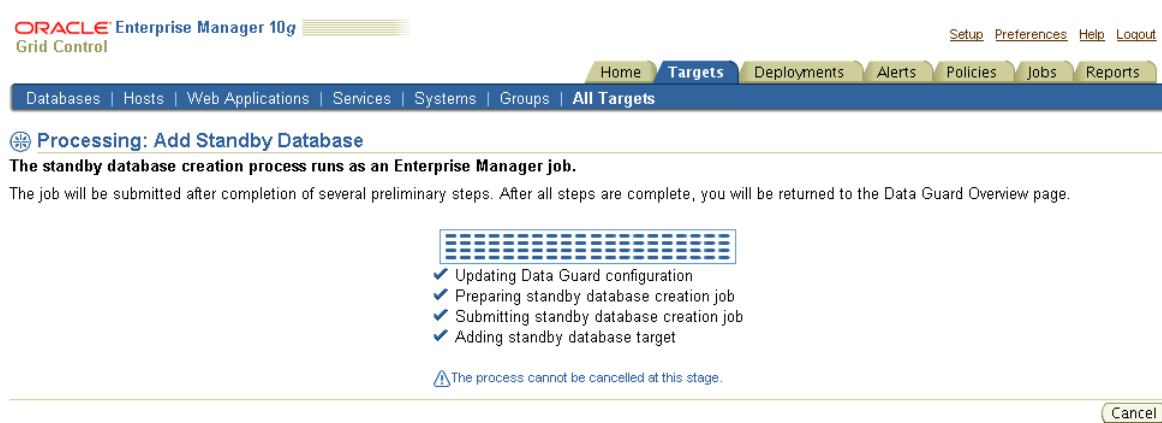 ORACLE Enterprise Manager 10g
Grid Control
Setup Preferences Help Logout
Home Targets Deployments Alerts Policies Jobs Reports
Databases | Hosts | Web Applications | Services | Systems | Groups | All Targets
Processing: Add Standby Database
The standby database creation process runs as an Enterprise Manager job.
The job will be submitted after completion of several preliminary steps. After all steps are complete, you will be returned to the Data Guard Overview page.
Updating Data Guard configuration
Preparing standby database creation job
Submitting standby database creation job
Adding standby database target
The process cannot be cancelled at this stage.
Cancel